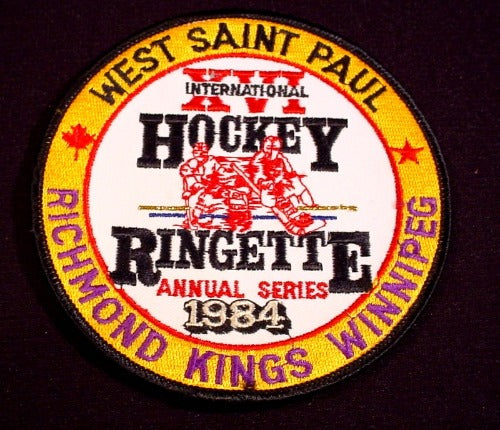 WEST SAINT PAUL
XVI
INTERNATIONAL
HOCKEY
RINGETTE
ANNUAL SERIES
1984
RICHMOND KINGS WINNIPEG